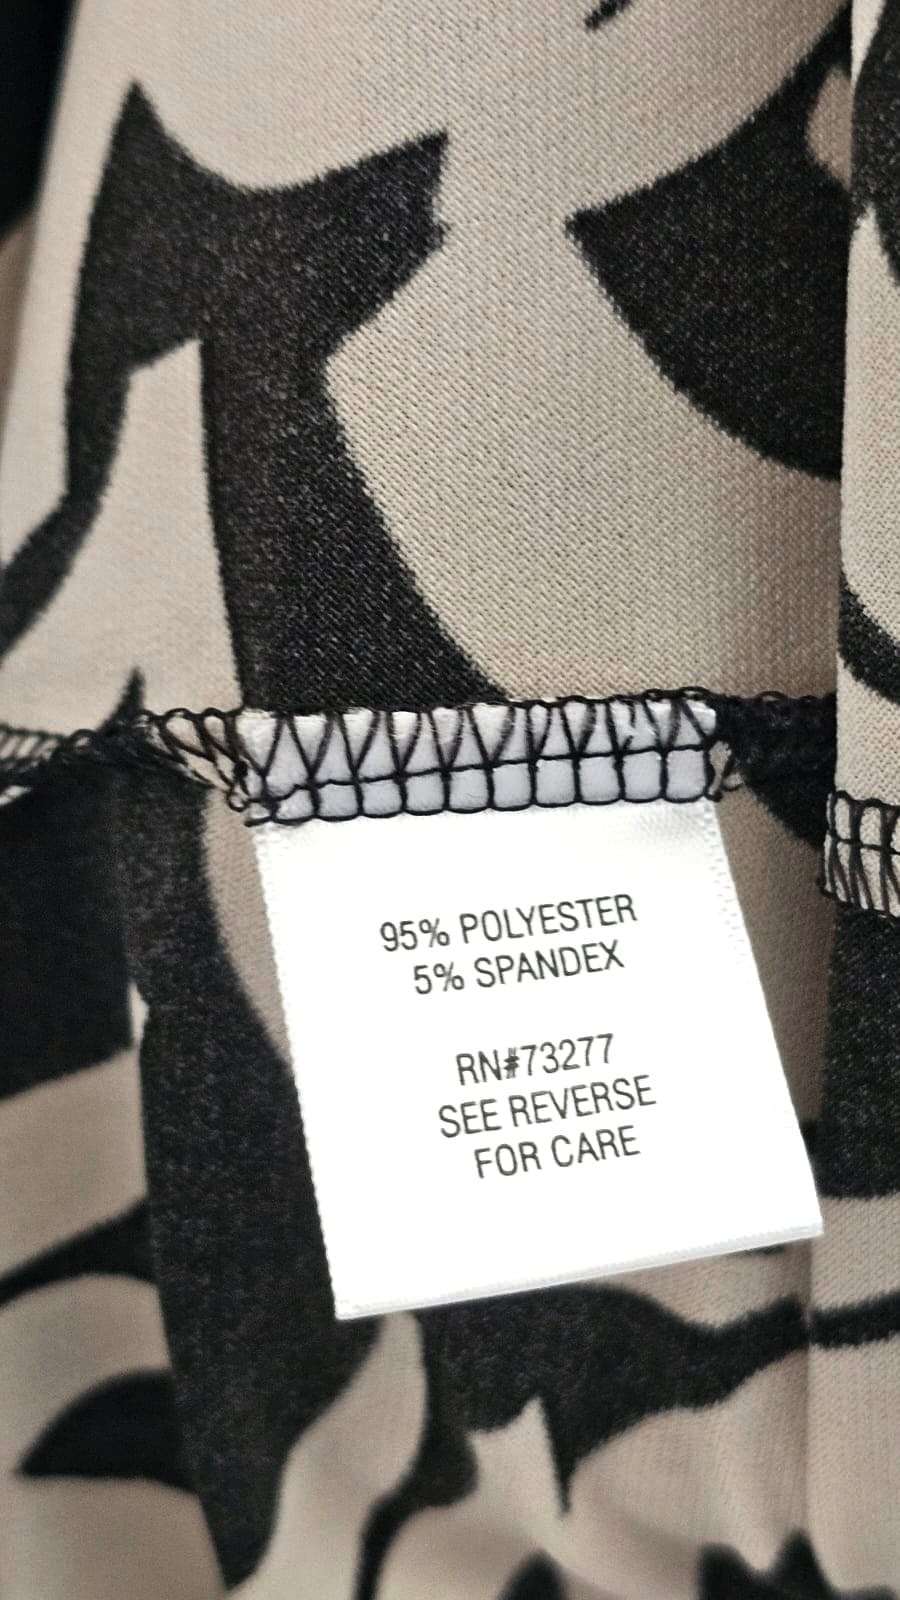 95% POLYESTER
5% SPANDEX
RN#73277
SEE REVERSE
FOR CARE